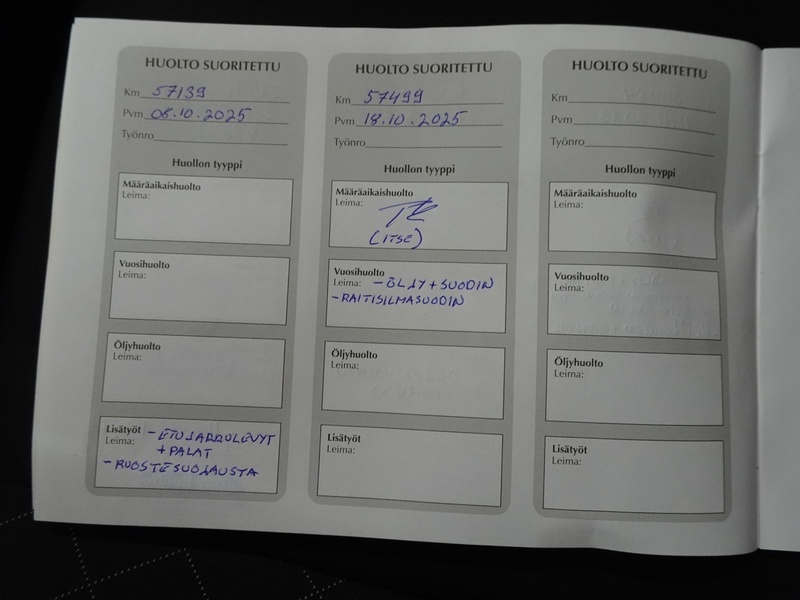 HUOLTO SUORITETTU
Km 57139
Pvm 08.10.2025
Työnro
Huollon tyyppi
Määräaikaishuolto
Leima:
Vuosihuolto
Leima:
Öljyhuolto
Leima:
Lisätyöt
Leima: - ETUJARRULEVYT
+ PALAT
- RUOSTESUOJAUSTA
HUOLTO SUORITETTU
Km 57499
Pvm 18.10.2025
Työnro
Huollon tyyppi
Määräaikaishuolto
Leima:
(ITSE)
Vuosihuolto
Leima: - ÖLJY + SUODIN
- RAITISILMASUODIN
Öljyhuolto
Leima:
Lisätyöt
Leima:
HUOLTO SUORITETTU
Km
Pvm
Työnro
Huollon tyyppi
Määräaikaishuolto
Leima:
Vuosihuolto
Leima:
Öljyhuolto
Leima:
Lisätyöt
Leima: